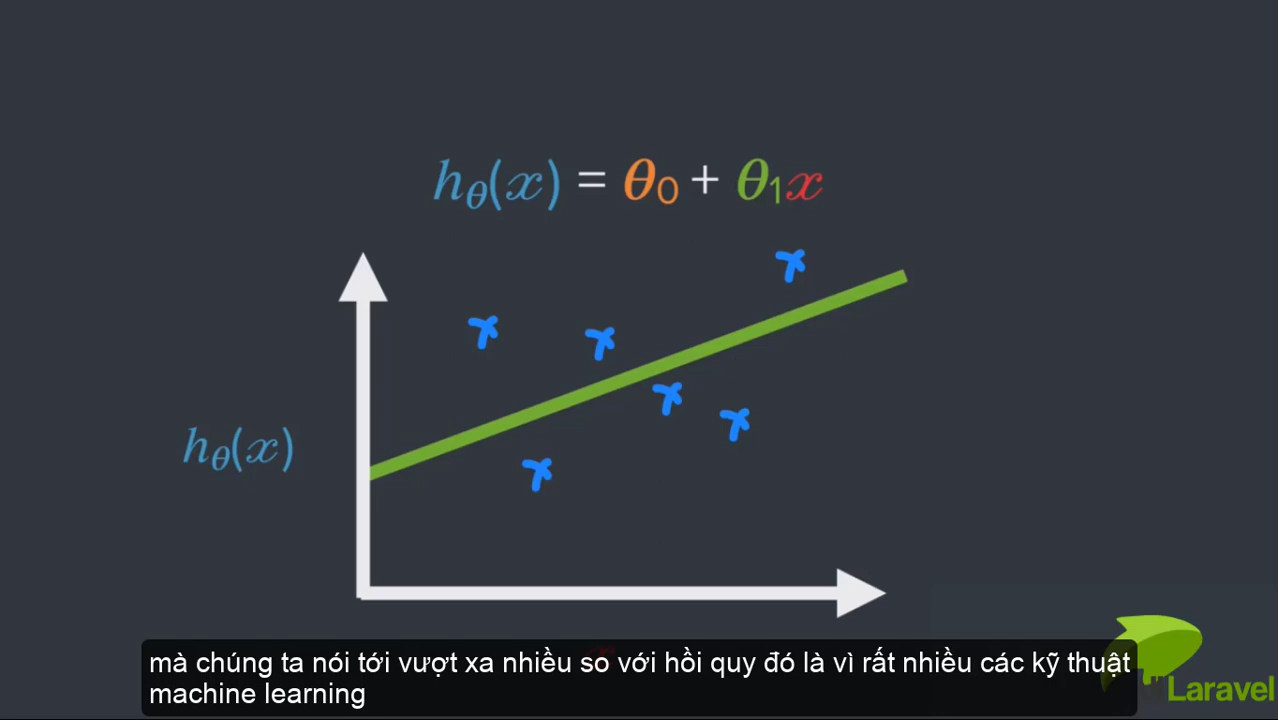 hθ(x) = θ0 + θ1x
hθ(x)
mà chúng ta nói tới vượt xa nhiều so với hồi quy đó là vì rất nhiều các kỹ thuật
machine learning
Laravel